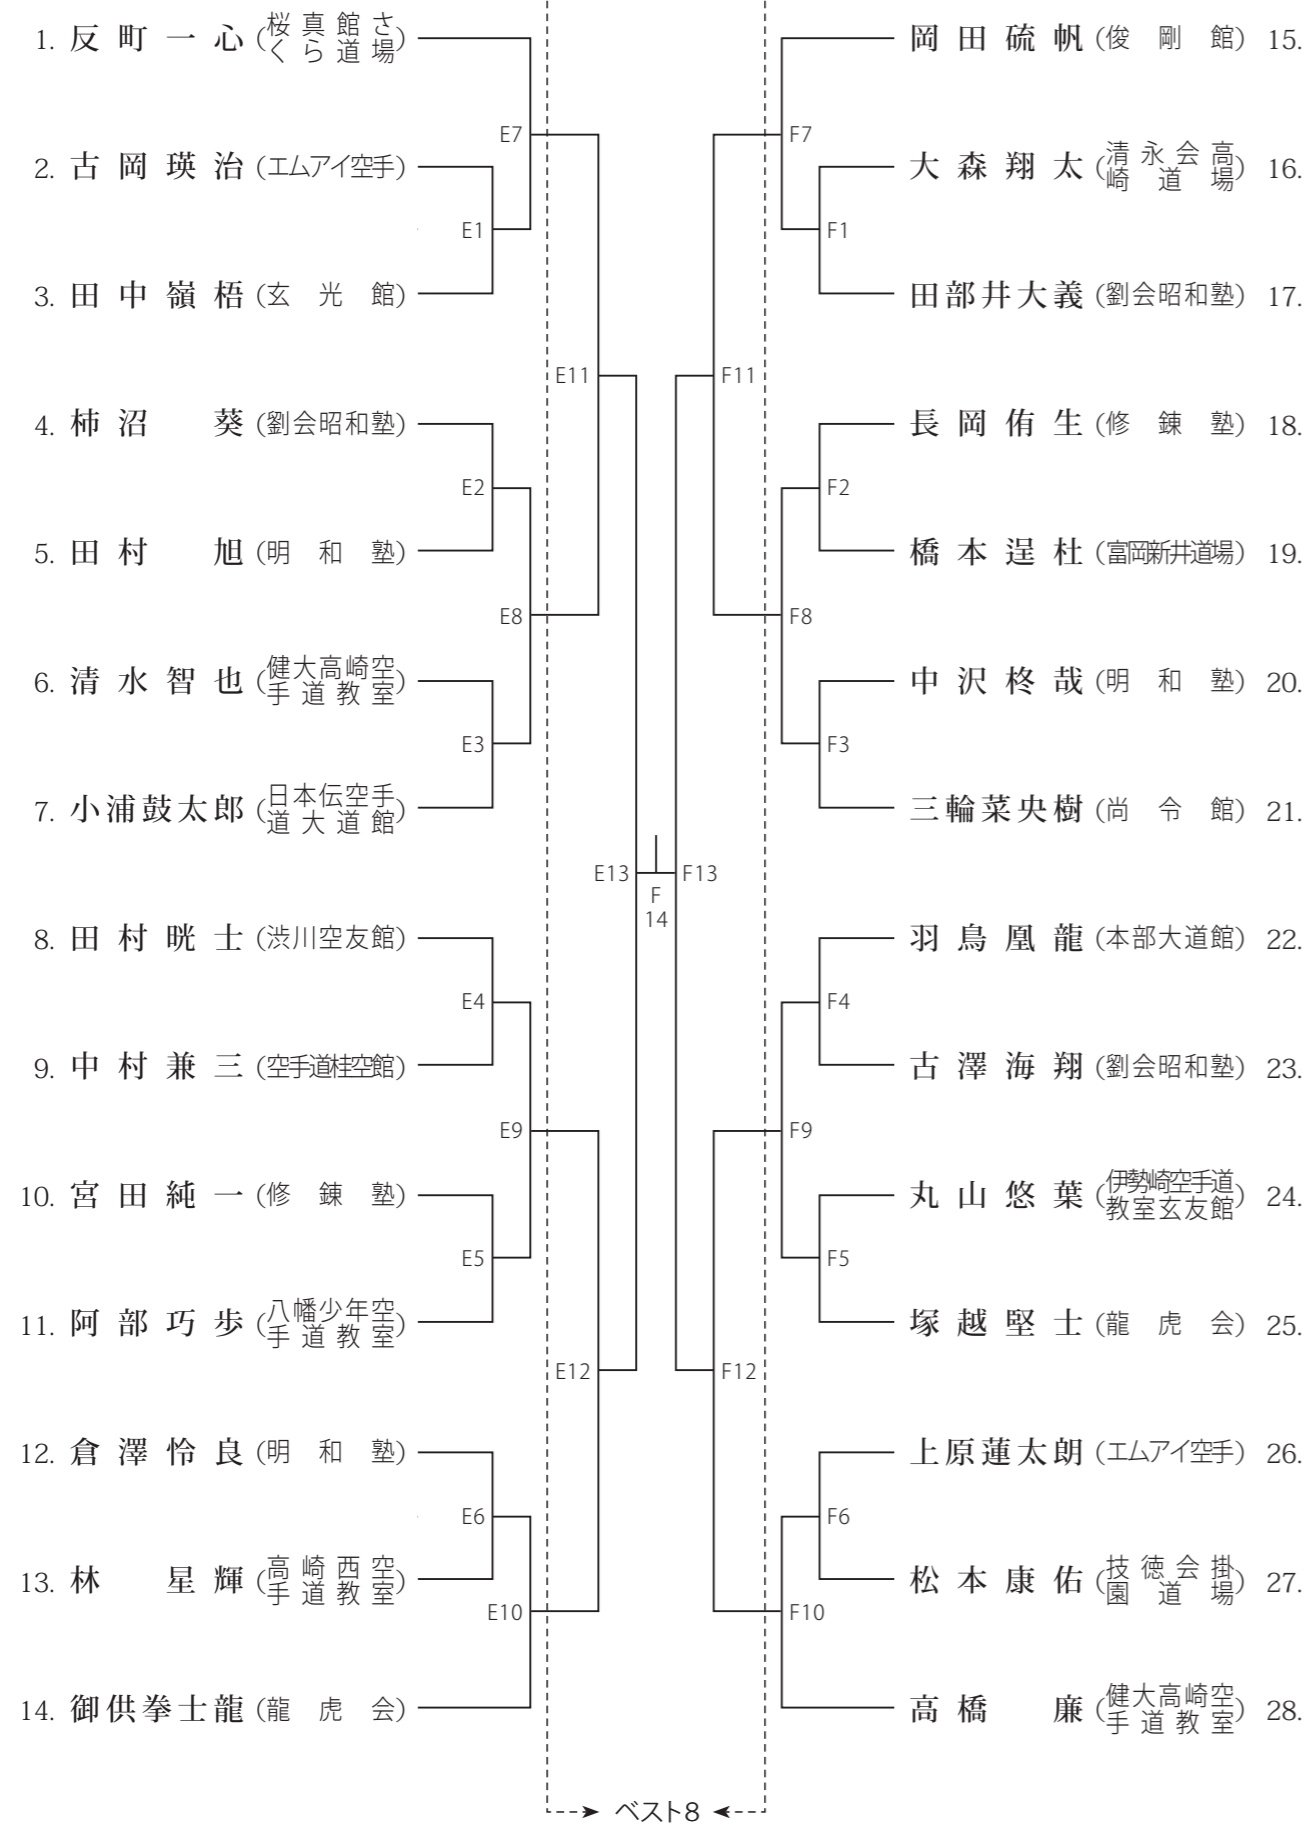 1. 反町一心 (桜真館さくら道場)
E7
2. 古岡瑛治 (エムアイ空手)
E1
3. 田中嶺梧 (玄光館)
E11
4. 柿沼葵 (劉会昭和塾)
E2
5. 田村旭 (明和塾)
E8
6. 清水智也 (健大高崎空手道教室)
E3
7. 小浦鼓太郎 (日本伝空手道大道館)
E13
8. 田村晄士 (渋川空友館)
E4
9. 中村兼三 (空手道桂空館)
E9
10. 宮田純一 (修錬塾)
E5
11. 阿部巧歩 (八幡少年空手道教室)
E12
12. 倉澤怜良 (明和塾)
E6
13. 林星輝 (高崎西空手道教室)
E10
14. 御供拳士龍 (龍虎会)
F
14
岡田硫帆 (俊剛館) 15.
F7
大森翔太 (清永会高崎道場) 16.
F1
田部井大義 (劉会昭和塾) 17.
F11
長岡侑生 (修錬塾) 18.
F2
橋本逞杜 (富岡新井道場) 19.
F8
中沢柊哉 (明和塾) 20.
F3
三輪菜央樹 (尚令館) 21.
F13
羽鳥凰龍 (本部大道館) 22.
F4
古澤海翔 (劉会昭和塾) 23.
F9
丸山悠葉 (伊勢崎空手道教室玄友館) 24.
F5
塚越堅士 (龍虎会) 25.
F12
上原蓮太朗 (エムアイ空手) 26.
F6
松本康佑 (技徳会掛園道場) 27.
F10
高橋廉 (健大高崎空手道教室) 28.
ベスト8